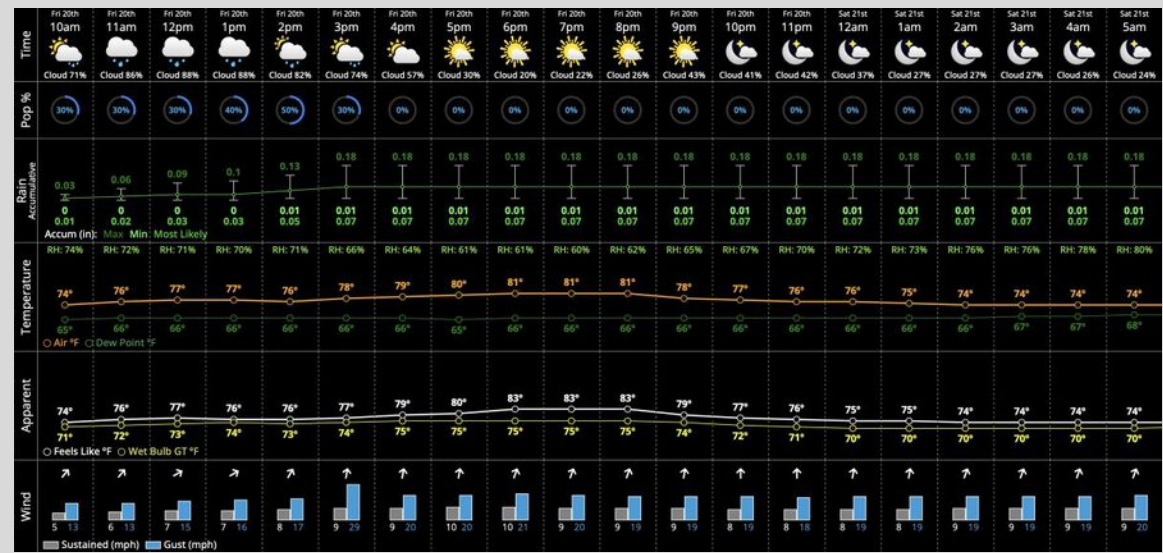 Time
Fri 20th Fri 20th Fri 20th Fri 20th Fri 20th Fri 20th Fri 20th Fri 20th Fri 20th Fri 20th Fri 20th Fri 20th Fri 20th Fri 20th Sat 21st Sat 21st Sat 21st Sat 21st Sat 21st Sat 21st
10am 11am 12pm 1pm 2pm 3pm 4pm 5pm 6pm 7pm 8pm 9pm 10pm 11pm 12am 1am 2am 3am 4am 5am
Cloud 71% Cloud 86% Cloud 88% Cloud 88% Cloud 82% Cloud 74% Cloud 57% Cloud 30% Cloud 20% Cloud 22% Cloud 26% Cloud 43% Cloud 41% Cloud 42% Cloud 37% Cloud 27% Cloud 27% Cloud 27% Cloud 26% Cloud 24%
Pop %
30% 30% 30% 40% 50% 30% 0% 0% 0% 0% 0% 0% 0% 0% 0% 0% 0% 0% 0% 0%
Rain
Accumulative
0.03 0.06 0.09 0.1 0.13 0.18 0.18 0.18 0.18 0.18 0.18 0.18 0.18 0.18 0.18 0.18 0.18 0.18 0.18 0.18
0 0 0 0 0.01 0.01 0.01 0.01 0.01 0.01 0.01 0.01 0.01 0.01 0.01 0.01 0.01 0.01 0.01 0.01
0.01 0.02 0.03 0.03 0.05 0.07 0.07 0.07 0.07 0.07 0.07 0.07 0.07 0.07 0.07 0.07 0.07 0.07 0.07 0.07
Accum (in): Max Min Most Likely
Temperature
RH: 74% RH: 72% RH: 71% RH: 70% RH: 71% RH: 66% RH: 64% RH: 61% RH: 61% RH: 60% RH: 62% RH: 65% RH: 67% RH: 70% RH: 72% RH: 73% RH: 76% RH: 76% RH: 78% RH: 80%
74° 76° 77° 77° 76° 78° 79° 80° 81° 81° 81° 78° 77° 76° 76° 75° 74° 74° 74° 74°
65° 66° 66° 66° 66° 66° 66° 65° 66° 66° 66° 66° 66° 66° 66° 66° 66° 67° 67° 68°
Air °F Dew Point °F
Apparent
74° 76° 77° 76° 76° 77° 79° 80° 83° 83° 83° 79° 77° 76° 75° 75° 74° 74° 74° 74°
71° 72° 73° 74° 73° 74° 75° 75° 75° 75° 75° 74° 72° 71° 70° 70° 70° 70° 70° 70°
Feels Like °F Wet Bulb GT °F
Wind
5 13 6 13 7 15 7 16 8 17 9 29 9 20 10 20 10 21 9 20 9 19 9 19 8 19 8 18 8 19 9 19 9 19 9 19 9 19 9 20
Sustained (mph) Gust (mph)